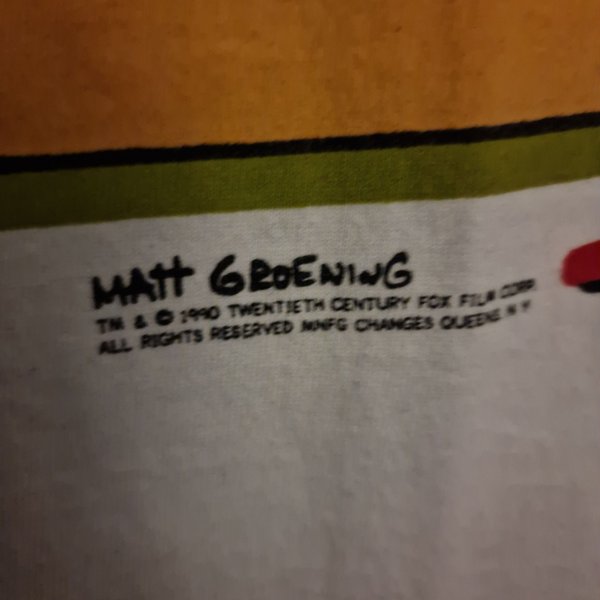 MATT GROENING
TM & © 1990 TWENTIETH CENTURY FOX FILM CORP.
ALL RIGHTS RESERVED MNFG CHANGES QUEENS N Y